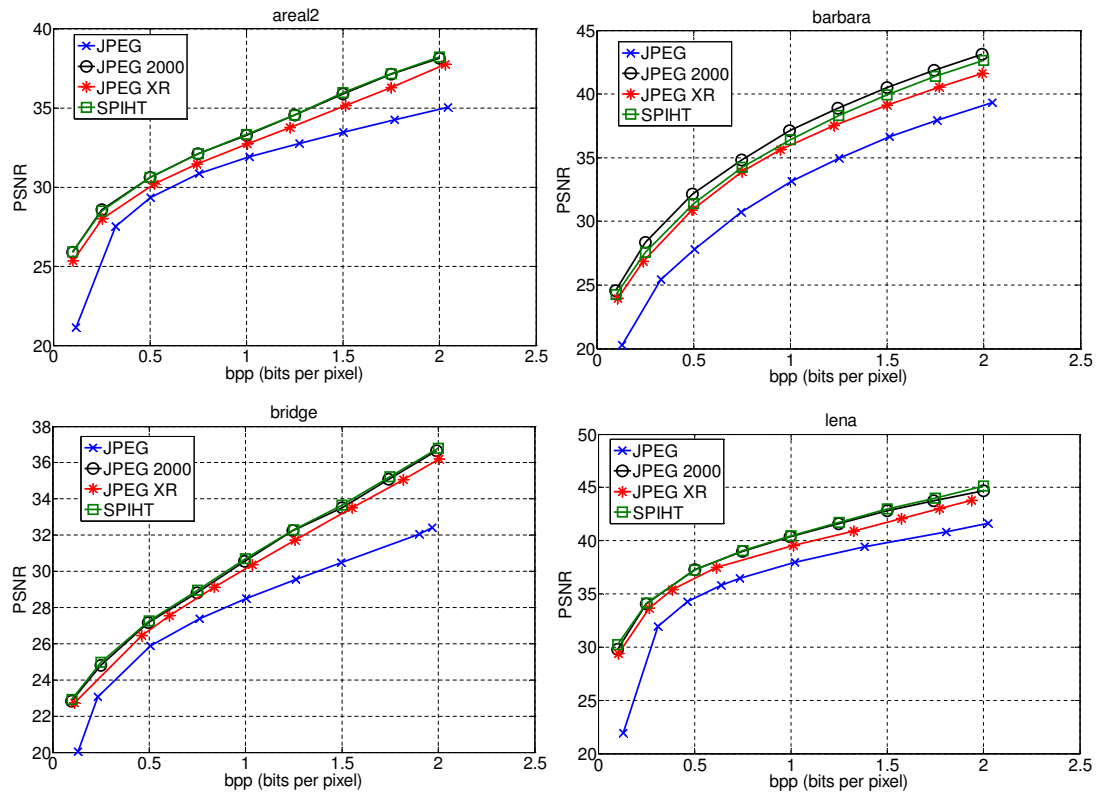 areal2
40
35
30
25
20
PSNR
JPEG
JPEG 2000
JPEG XR
SPIHT
0 0.5 1 1.5 2 2.5
bpp (bits per pixel)
barbara
45
40
35
30
25
20
PSNR
JPEG
JPEG 2000
JPEG XR
SPIHT
0 0.5 1 1.5 2 2.5
bpp (bits per pixel)
bridge
38
36
34
32
30
28
26
24
22
20
PSNR
JPEG
JPEG 2000
JPEG XR
SPIHT
0 0.5 1 1.5 2 2.5
bpp (bits per pixel)
lena
50
45
40
35
30
25
20
PSNR
JPEG
JPEG 2000
JPEG XR
SPIHT
0 0.5 1 1.5 2 2.5
bpp (bits per pixel)